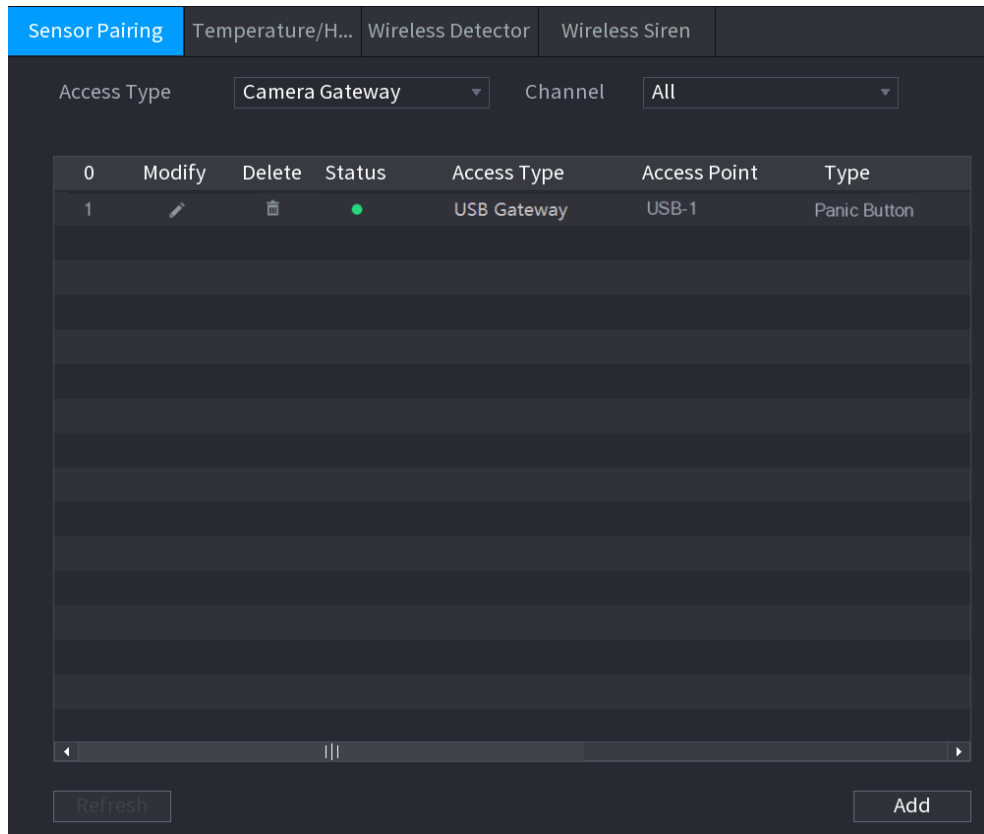 Sensor Pairing Temperature/H... Wireless Detector Wireless Siren
Access Type Camera Gateway Channel All
0 Modify Delete Status Access Type Access Point Type
1 USB Gateway USB-1 Panic Button
Refresh Add